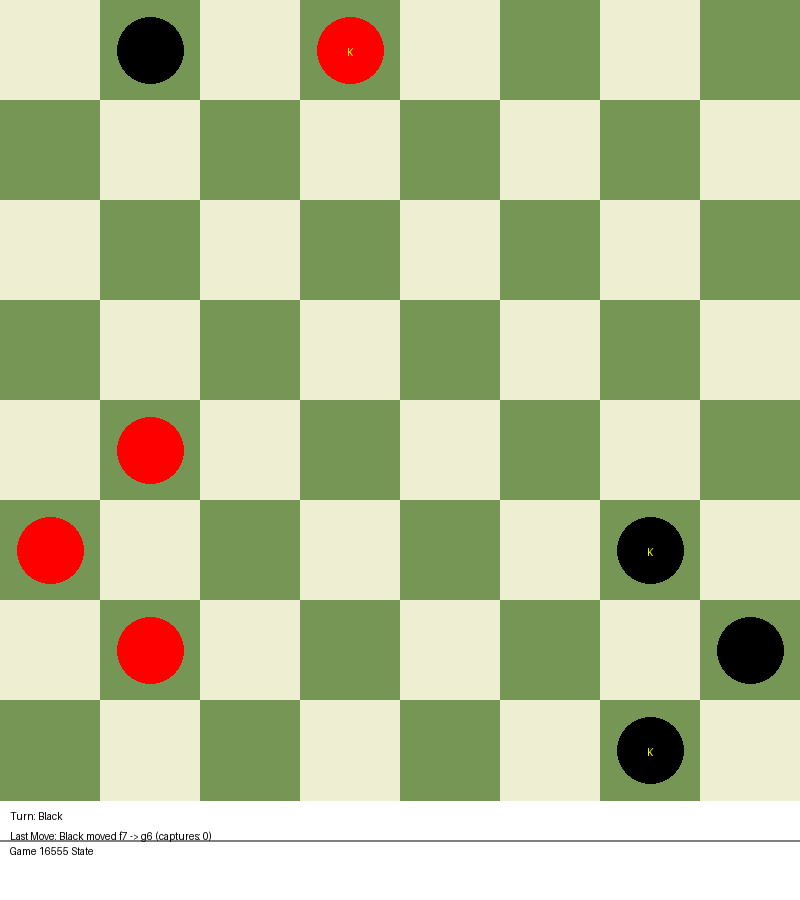 K
K
K
Turn: Black
Last Move: Black moved f7 -> g6 (captures: 0)
Game 16555 State